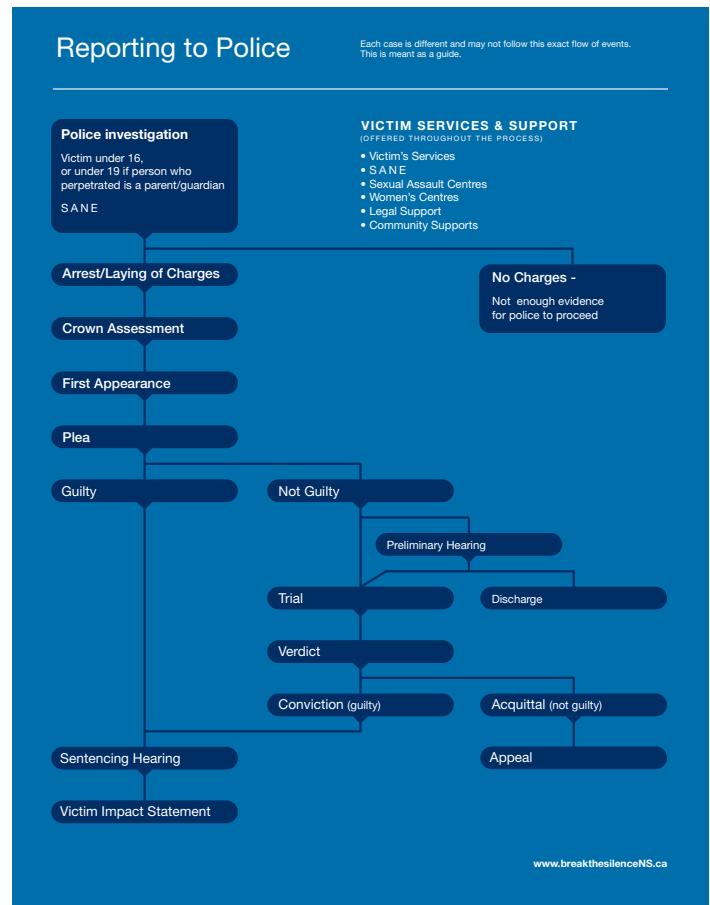 Reporting to Police
Each case is different and may not follow this exact flow of events.
This is meant as a guide.
Police investigation
Victim under 16,
or under 19 if person who
perpetrated is a parent/guardian
SANE
VICTIM SERVICES & SUPPORT
(OFFERED THROUGHOUT THE PROCESS)
• Victim's Services
• SANE
• Sexual Assault Centres
• Women's Centres
• Legal Support
• Community Supports
Arrest/Laying of Charges
No Charges -
Not enough evidence
for police to proceed
Crown Assessment
First Appearance
Plea
Guilty
Not Guilty
Preliminary Hearing
Trial
Discharge
Verdict
Conviction (guilty)
Acquittal (not guilty)
Sentencing Hearing
Appeal
Victim Impact Statement
www.breakthesilenceNS.ca